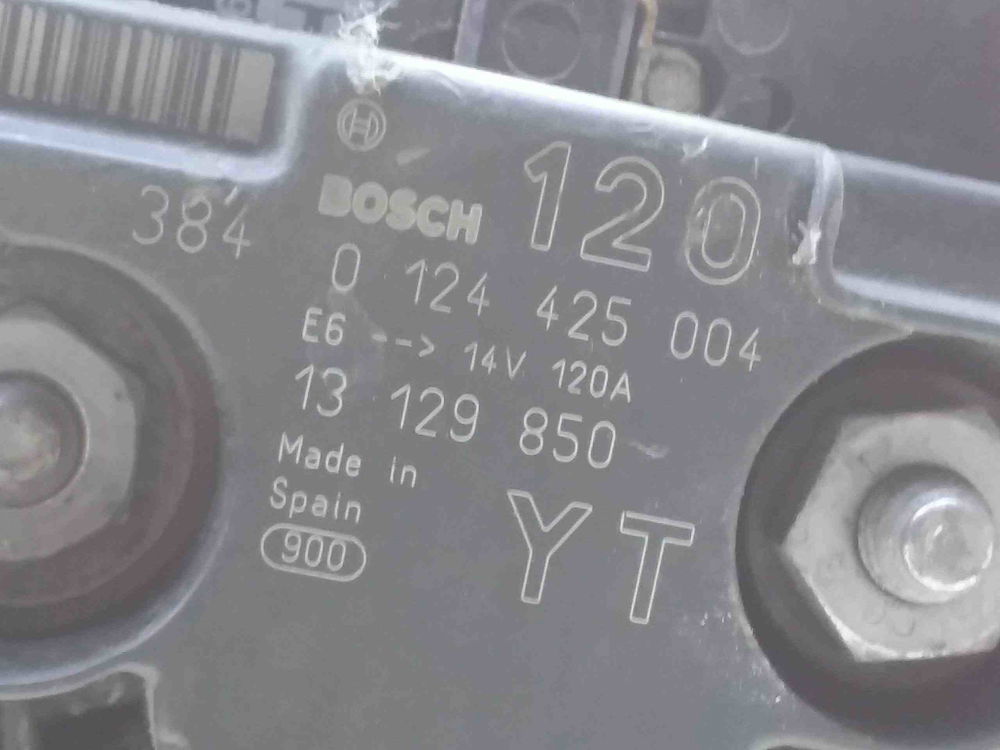 384
BOSCH
120
0 124 425 004
E6 --> 14V 120A
13 129 850
Made in
Spain
900
YT